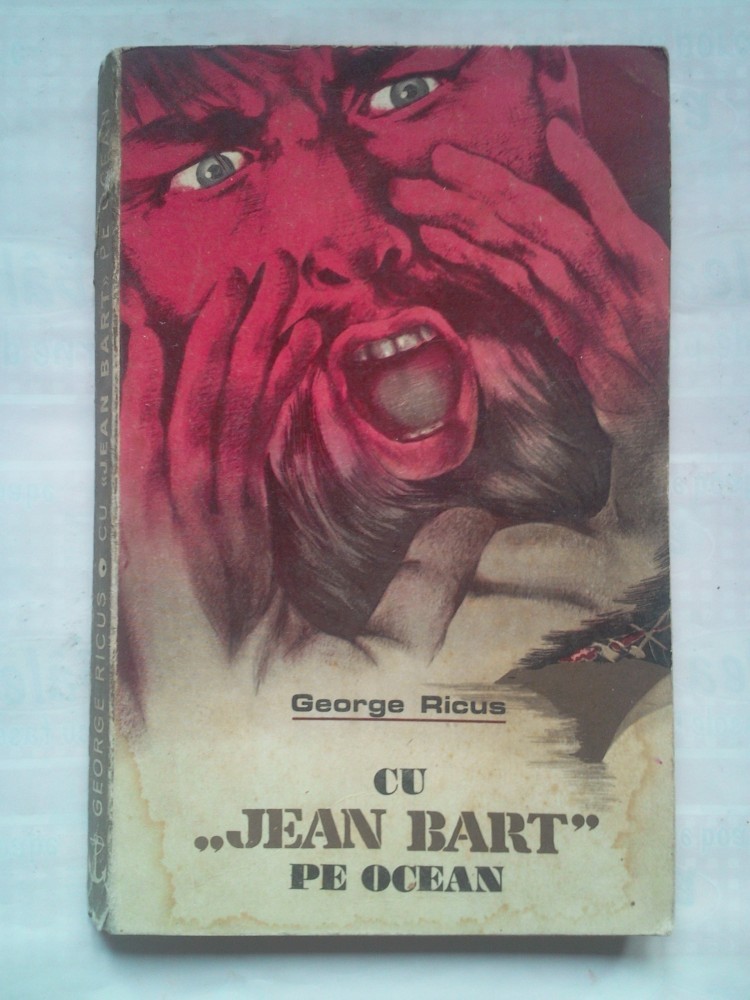 George Ricus
CU
„JEAN BART”
PE OCEAN
GEORGE RICUS • CU «JEAN BART» PE OCEAN